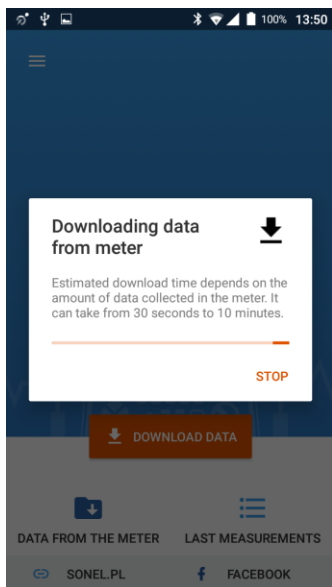 100% 13:50
Downloading data
from meter
Estimated download time depends on the
amount of data collected in the meter. It
can take from 30 seconds to 10 minutes.
STOP
DOWNLOAD DATA
DATA FROM THE METER LAST MEASUREMENTS
SONEL.PL FACEBOOK